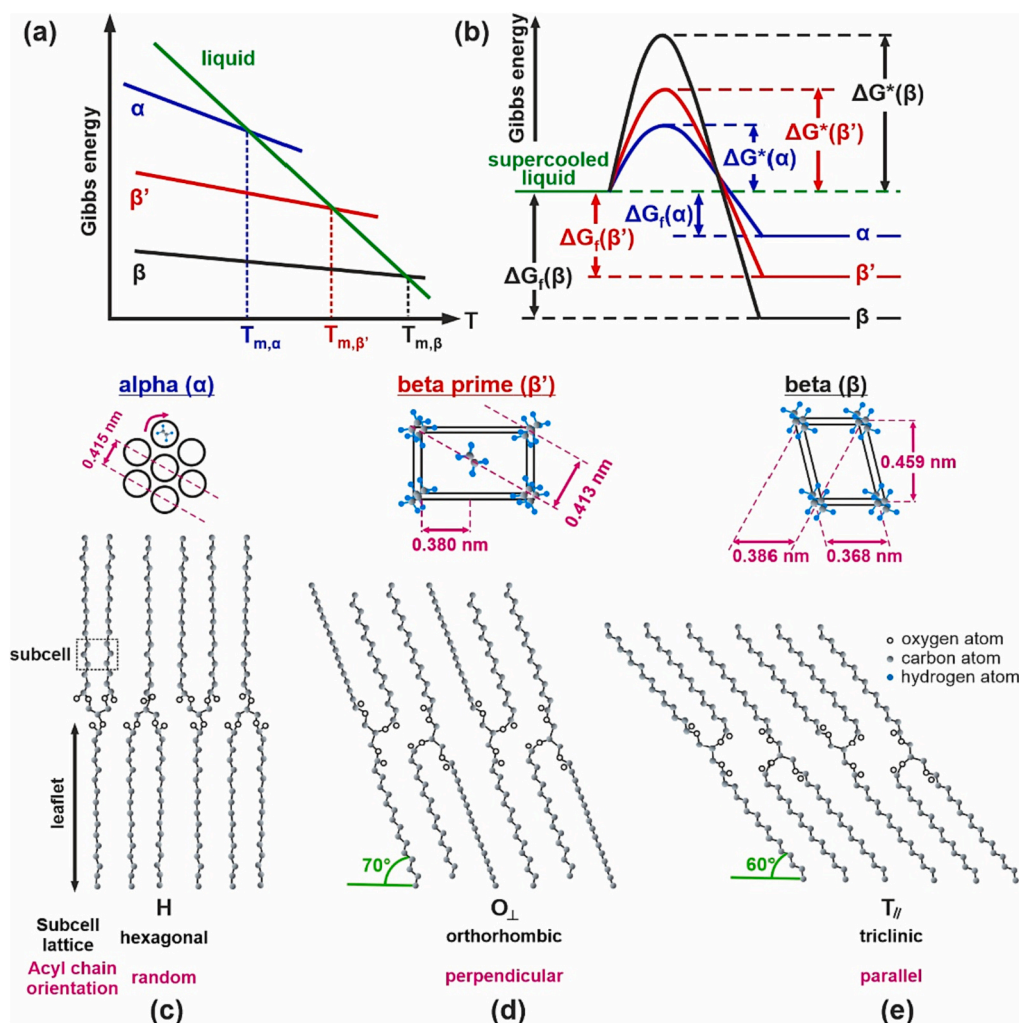 (a)
Gibbs energy
liquid
α
β’
β
T
Tm,α
Tm,β’
Tm,β
(b)
Gibbs energy
supercooled
liquid
ΔG*(α)
ΔG*(β’)
ΔG*(β)
ΔGf(α)
ΔGf(β’)
ΔGf(β)
α
β’
β
alpha (α)
0.415 nm
beta prime (β’)
0.413 nm
0.380 nm
beta (β)
0.459 nm
0.386 nm
0.368 nm
subcell
leaflet
oxygen atom
carbon atom
hydrogen atom
70°
60°
Subcell
lattice
H
hexagonal
O⊥
orthorhombic
T//
triclinic
Acyl chain
orientation
random
perpendicular
parallel
(c)
(d)
(e)